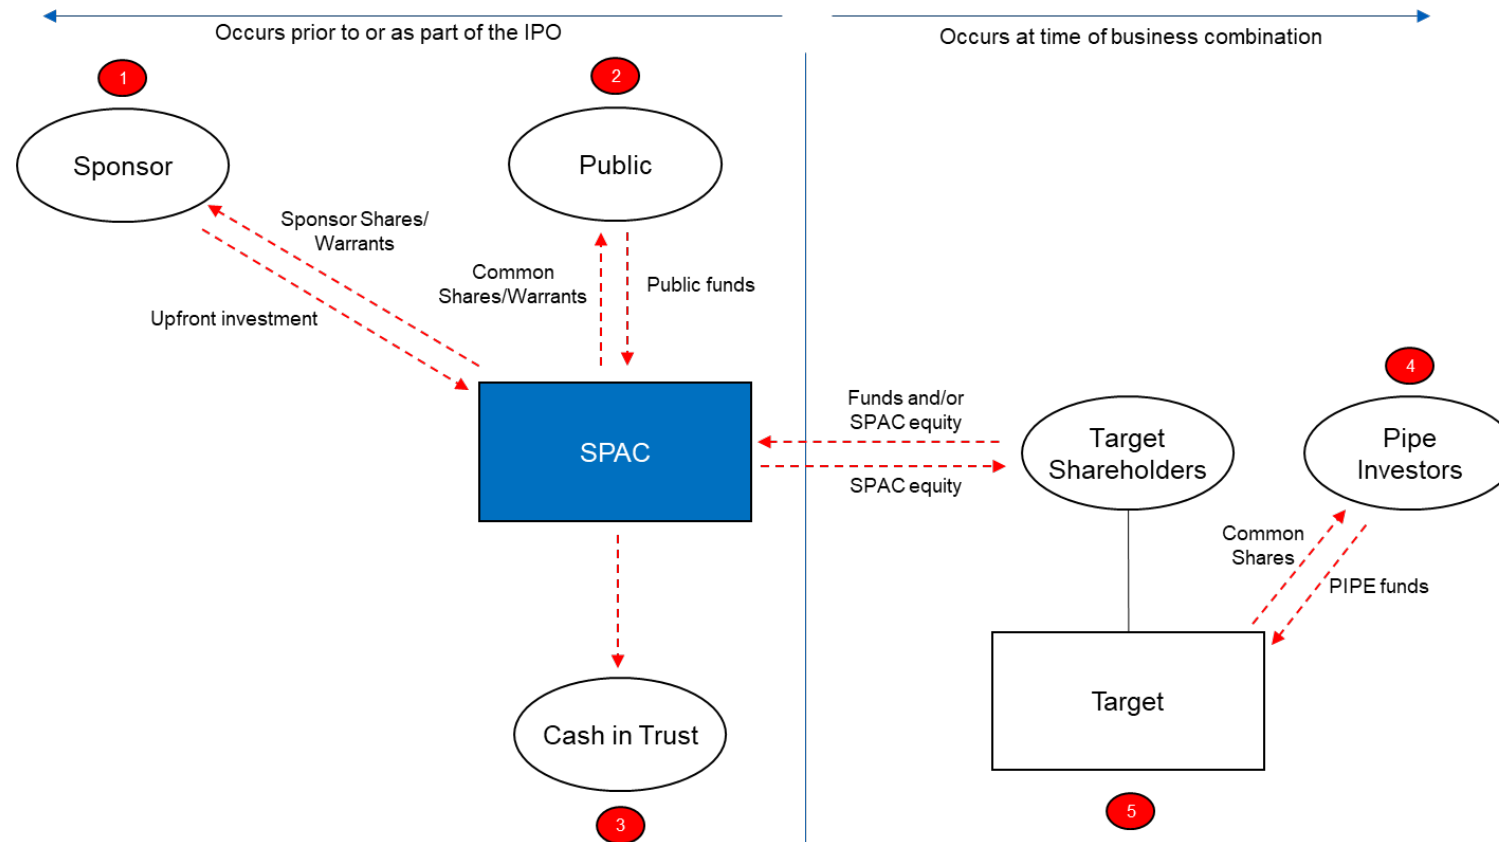 Occurs prior to or as part of the IPO
Occurs at time of business combination
1
2
Sponsor
Public
Sponsor Shares/
Warrants
Common
Shares/Warrants
Public funds
Upfront investment
4
SPAC
Funds and/or
SPAC equity
SPAC equity
Target
Shareholders
Pipe
Investors
Common
Shares
PIPE funds
Cash in Trust
Target
3
5